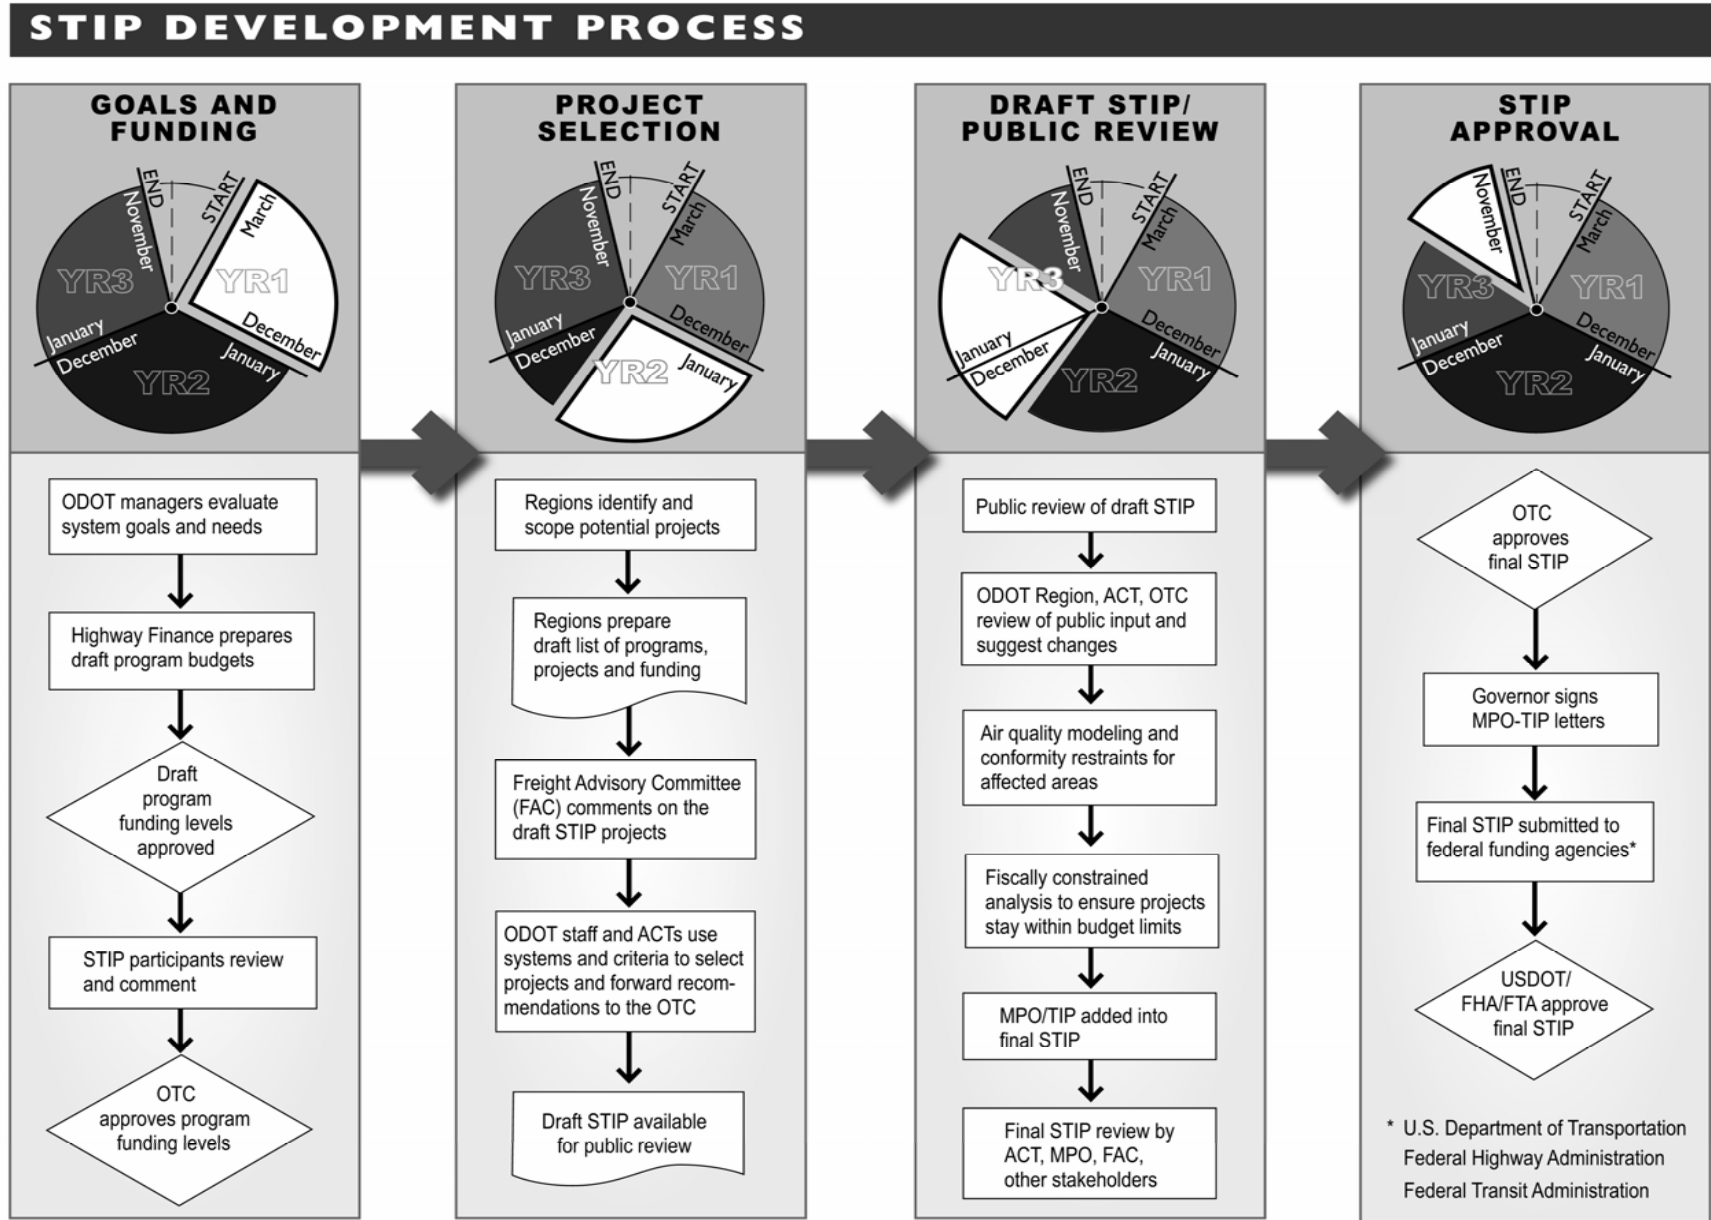 STIP DEVELOPMENT PROCESS
GOALS AND
FUNDING
END
START
March
November
YR3
YR1
January
December
December
January
YR2
ODOT managers evaluate
system goals and needs
Highway Finance prepares
draft program budgets
Draft
program
funding levels
approved
STIP participants review
and comment
OTC
approves program
funding levels
PROJECT
SELECTION
END
START
March
November
YR3
YR1
January
December
December
January
YR2
Regions identify and
scope potential projects
Regions prepare
draft list of programs,
projects and funding
Freight Advisory Committee
(FAC) comments on the
draft STIP projects
ODOT staff and ACTs use
systems and criteria to select
projects and forward recom-
mendations to the OTC
Draft STIP available
for public review
DRAFT STIP/
PUBLIC REVIEW
END
START
March
November
YR3
YR1
January
December
December
January
YR2
Public review of draft STIP
ODOT Region, ACT, OTC
review of public input and
suggest changes
Air quality modeling and
conformity restraints for
affected areas
Fiscally constrained
analysis to ensure projects
stay within budget limits
MPO/TIP added into
final STIP
Final STIP review by
ACT, MPO, FAC,
other stakeholders
STIP
APPROVAL
END
START
March
November
YR3
YR1
January
December
December
January
YR2
OTC
approves
final STIP
Governor signs
MPO-TIP letters
Final STIP submitted to
federal funding agencies*
USDOT/
FHA/FTA approve
final STIP
* U.S. Department of Transportation
Federal Highway Administration
Federal Transit Administration